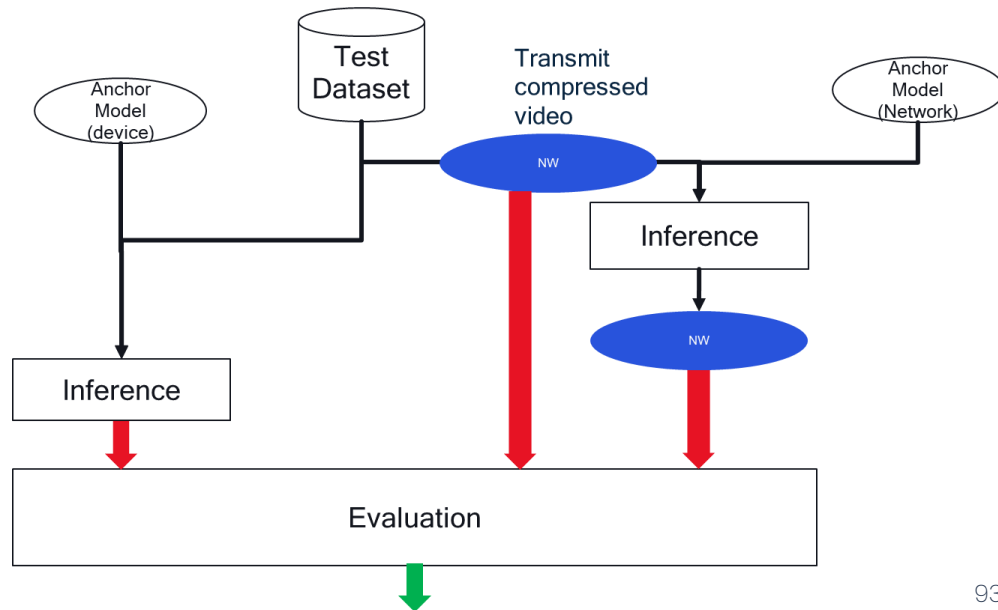 Test
Dataset
Transmit
compressed
video
Anchor
Model
(device)
Anchor
Model
(Network)
NW
Inference
NW
Inference
Evaluation
93